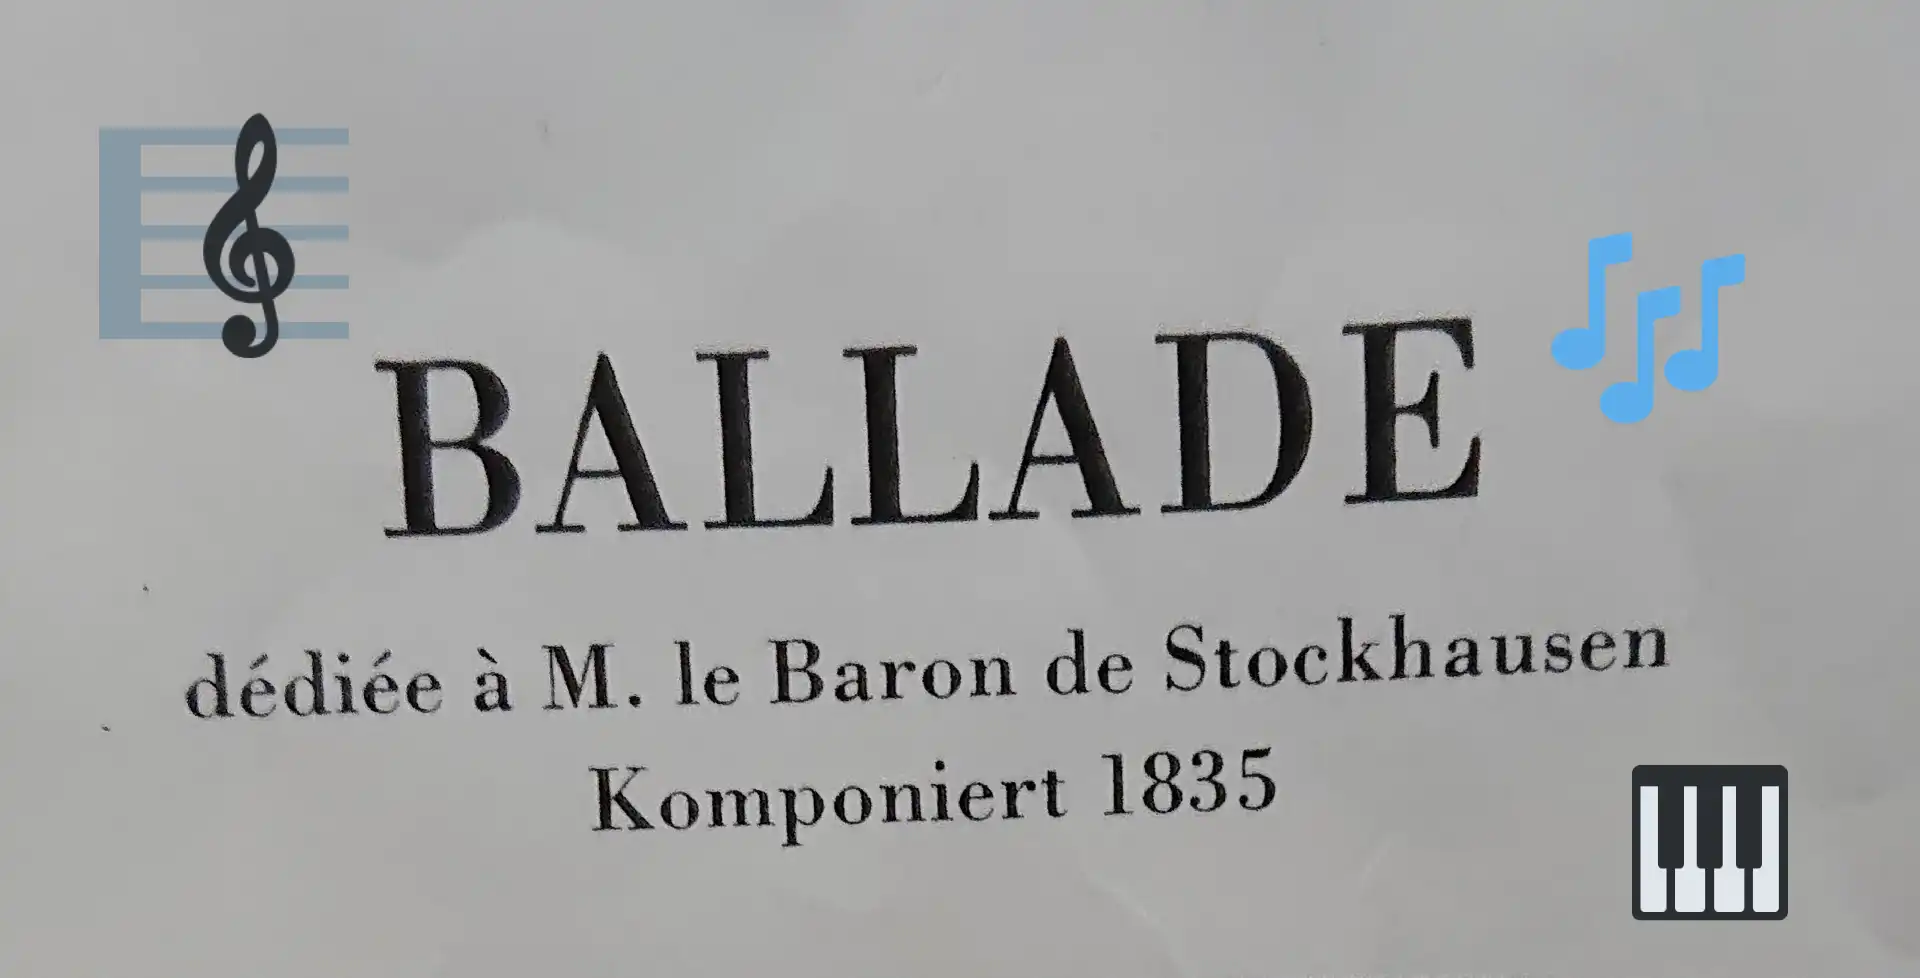 BALLADE
dédiée à M. le Baron de Stockhausen
Komponiert 1835